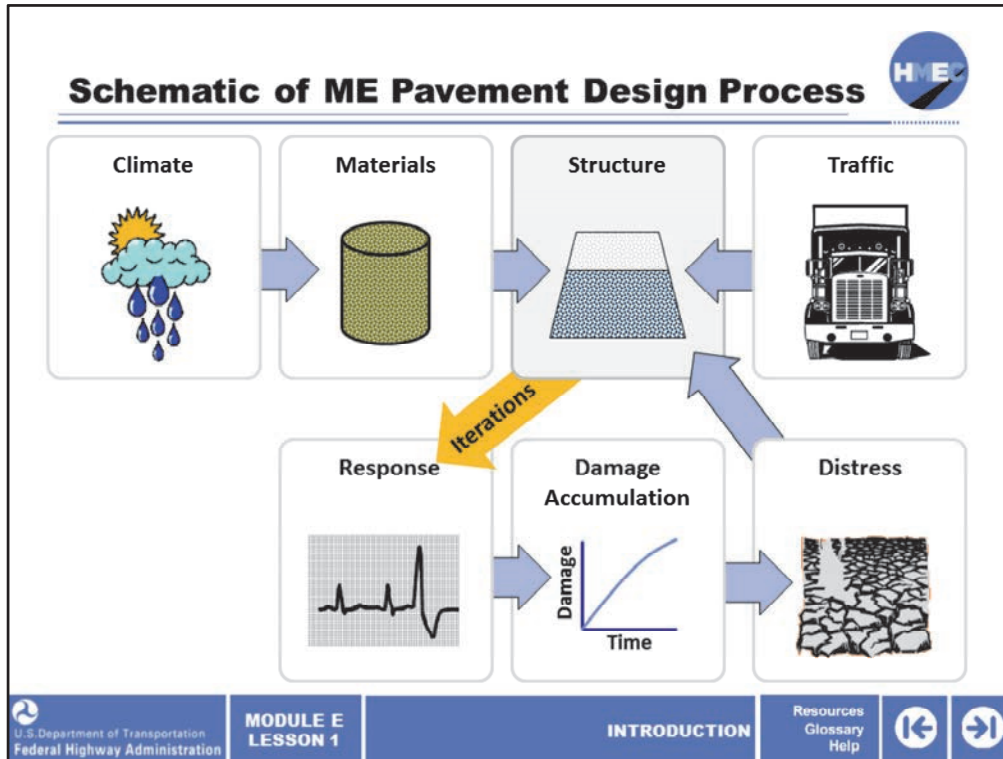 Schematic of ME Pavement Design Process
HMEC
Climate
Materials
Structure
Traffic
Iterations
Response
Damage
Accumulation
Distress
Damage
Time
U.S.Department of Transportation
Federal Highway Administration
MODULE E
LESSON 1
INTRODUCTION
Resources
Glossary
Help